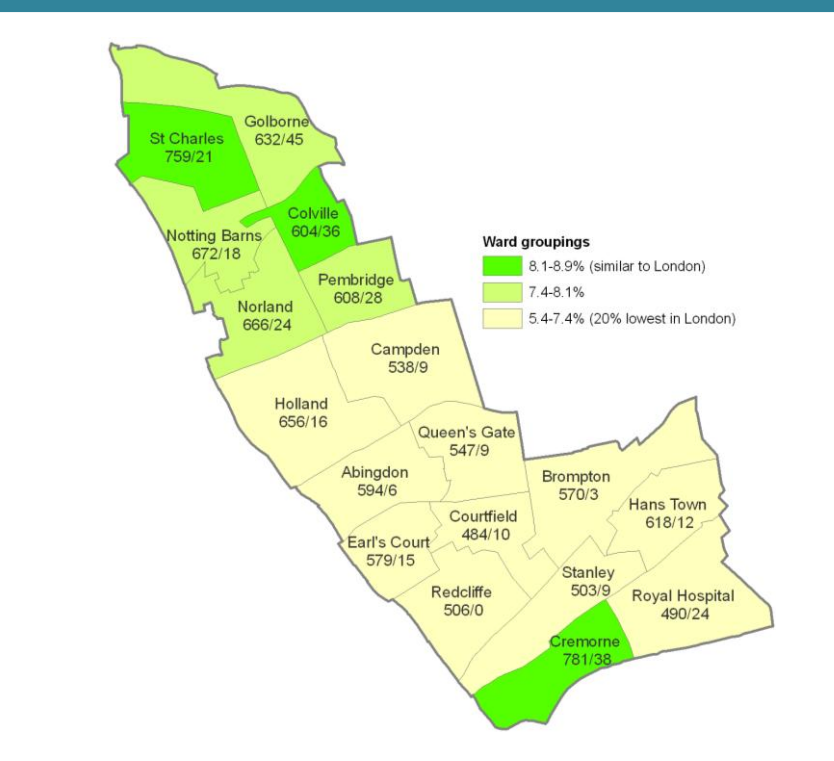 Golborne
632/45
St Charles
759/21
Colville
604/36
Notting Barns
672/18
Pembridge
608/28
Norland
666/24
Ward groupings
8.1-8.9% (similar to London)
7.4-8.1%
5.4-7.4% (20% lowest in London)
Campden
538/9
Holland
656/16
Queen's Gate
547/9
Abingdon
594/6
Brompton
570/3
Hans Town
618/12
Courtfield
484/10
Earl's Court
579/15
Stanley
503/9
Redcliffe
506/0
Royal Hospital
490/24
Cremorne
781/38